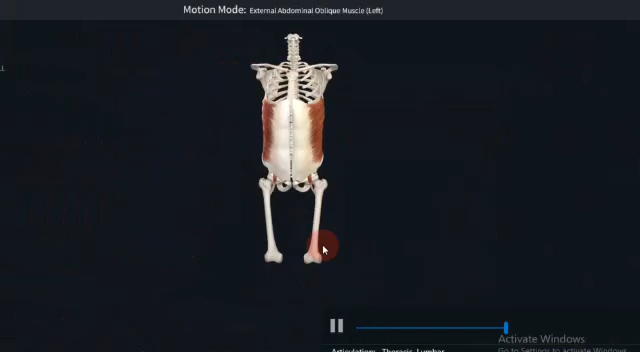 Motion Mode: External Abdominal Oblique Muscle (Left)
Activate Windows
Articulation: Thoracic, Lumbar
Go to Settings to activate Windows.